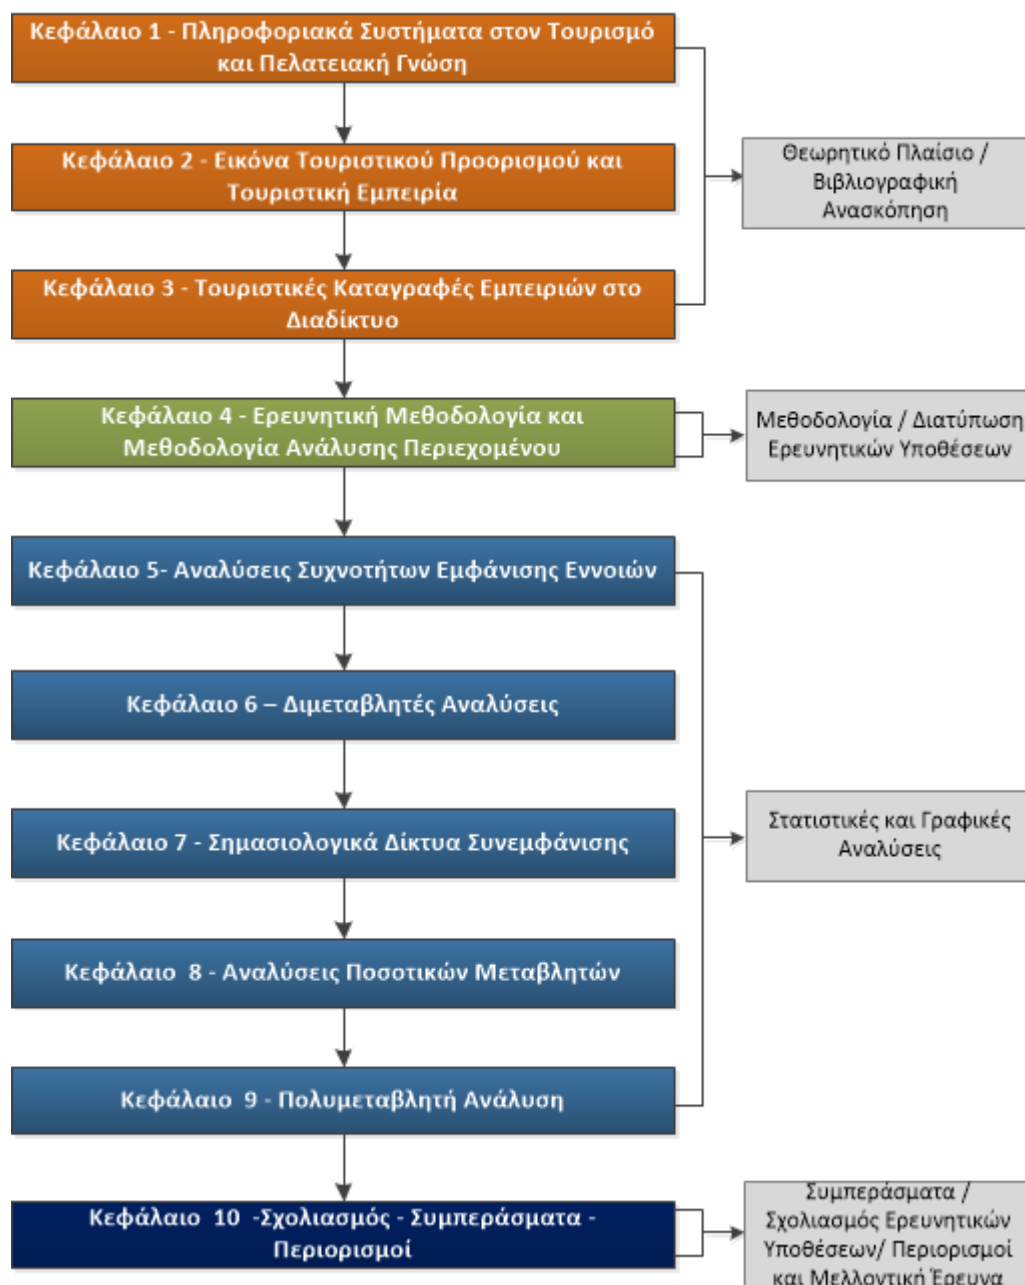 Κεφάλαιο 1 - Πληροφοριακά Συστήματα στον Τουρισμό
και Πελατειακή Γνώση
Κεφάλαιο 2 - Εικόνα Τουριστικού Προορισμού και
Τουριστική Εμπειρία
Θεωρητικό Πλαίσιο /
Βιβλιογραφική
Ανασκόπηση
Κεφάλαιο 3 - Τουριστικές Καταγραφές Εμπειριών στο
Διαδίκτυο
Κεφάλαιο 4 - Ερευνητική Μεθοδολογία και
Μεθοδολογία Ανάλυσης Περιεχομένου
Μεθοδολογία / Διατύπωση
Ερευνητικών Υποθέσεων
Κεφάλαιο 5- Αναλύσεις Συχνοτήτων Εμφάνισης Εννοιών
Κεφάλαιο 6 – Διμεταβλητές Αναλύσεις
Κεφάλαιο 7 - Σημασιολογικά Δίκτυα Συνεμφάνισης
Στατιστικές και Γραφικές
Αναλύσεις
Κεφάλαιο 8 - Αναλύσεις Ποσοτικών Μεταβλητών
Κεφάλαιο 9 - Πολυμεταβλητή Ανάλυση
Κεφάλαιο 10 -Σχολιασμός - Συμπεράσματα -
Περιορισμοί
Συμπεράσματα /
Σχολιασμός Ερευνητικών
Υποθέσεων/ Περιορισμοί
και Μελλοντική Έρευνα